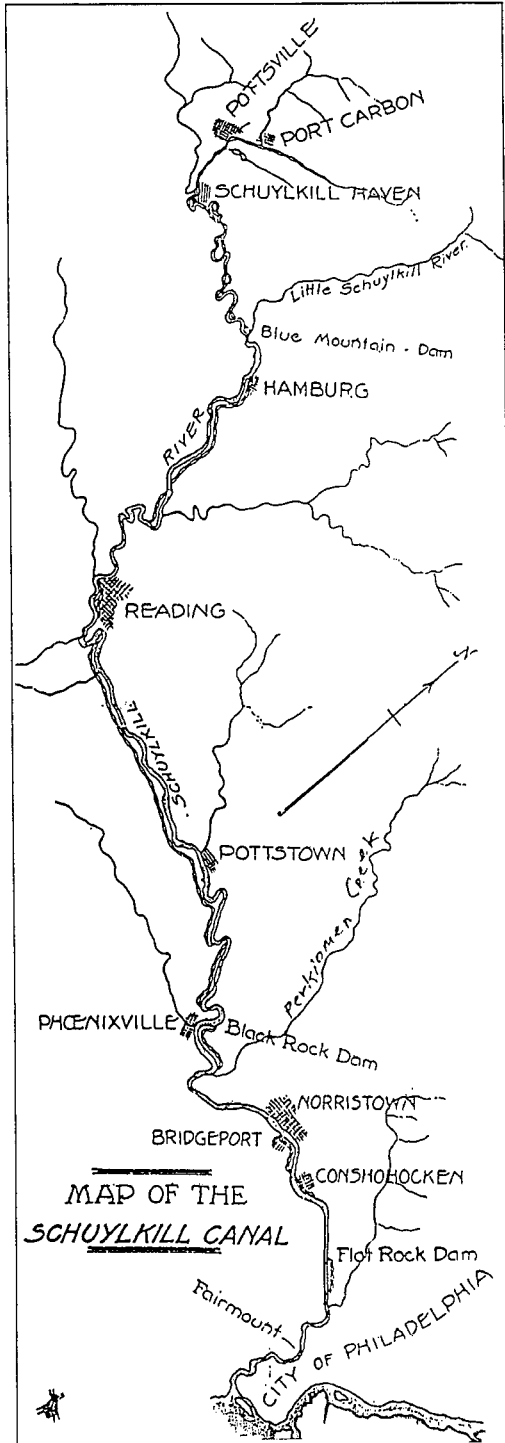 POTTSVILLE
PORT CARBON
SCHUYLKILL HAVEN
Little Schuylkill River.
Blue Mountain - Dam
HAMBURG
RIVER
READING
N
SCHUYLKILL
POTTSTOWN
Perkiomen Creek
PHOENIXVILLE
Black Rock Dam
NORRISTOWN
BRIDGEPORT
CONSHOHOCKEN
MAP OF THE
SCHUYLKILL CANAL
Flat Rock Dam
Fairmount
CITY OF PHILADELPHIA